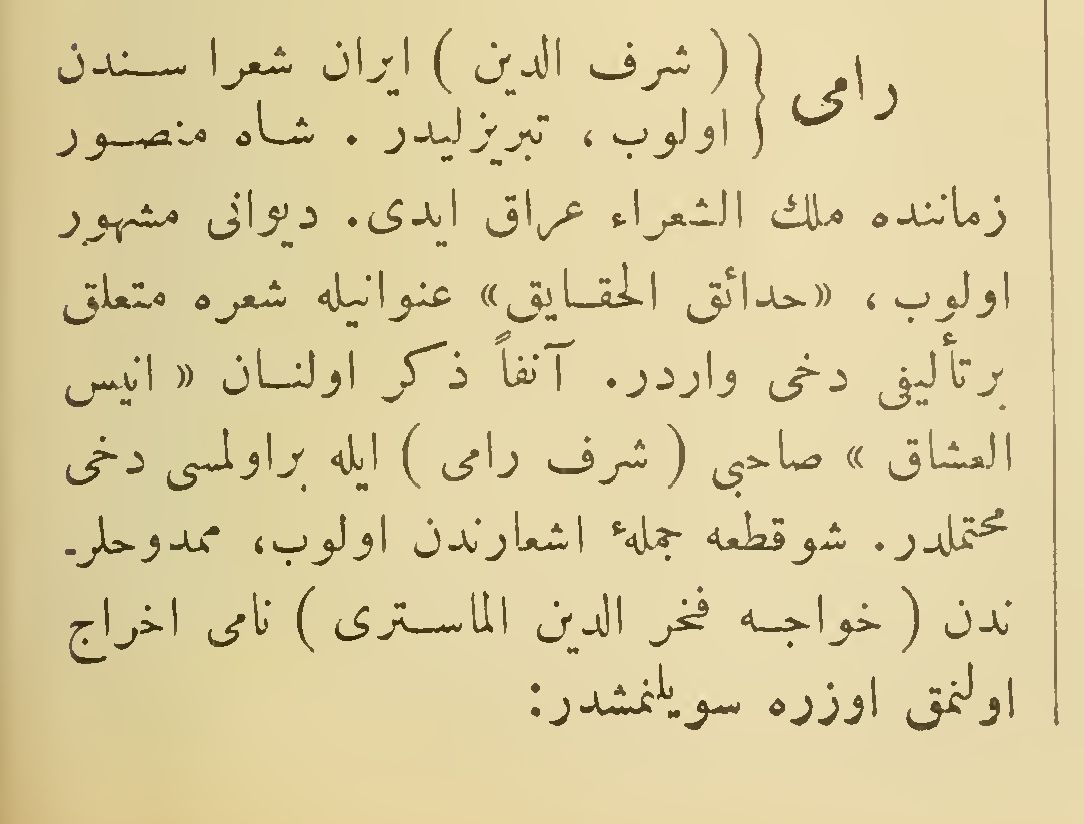 رامی { ( شرف الدین ) ایران شعرا سندن
اولوب ، تبریزلیدر . شاه منصور
زماننده ملك الشعراء عراق ایدی. دیوانی مشهور
اولوب ، «حدائق الحقایق» عنوانیله شعره متعلق
برتألیفی دخی واردر. آنفاً ذکر اولنان « انیس
العشاق » صاحبی ( شرف رامی ) ایله براولمسی دخی
محتملدر. شوقطعه جملهٔ اشعارندن اولوب، ممدوحلر-
ندن ( خواجه فخر الدین الماستری ) نامی اخراج
اولنمق اوزره سویلنمشدر: